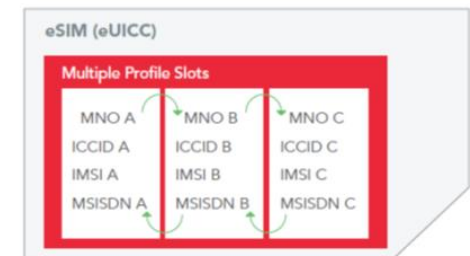 eSIM (eUICC)
Multiple Profile Slots
MNO A MNO B MNO C
ICCID A ICCID B ICCID C
IMSI A IMSI B IMSI C
MSISDN A MSISDN B MSISDN C